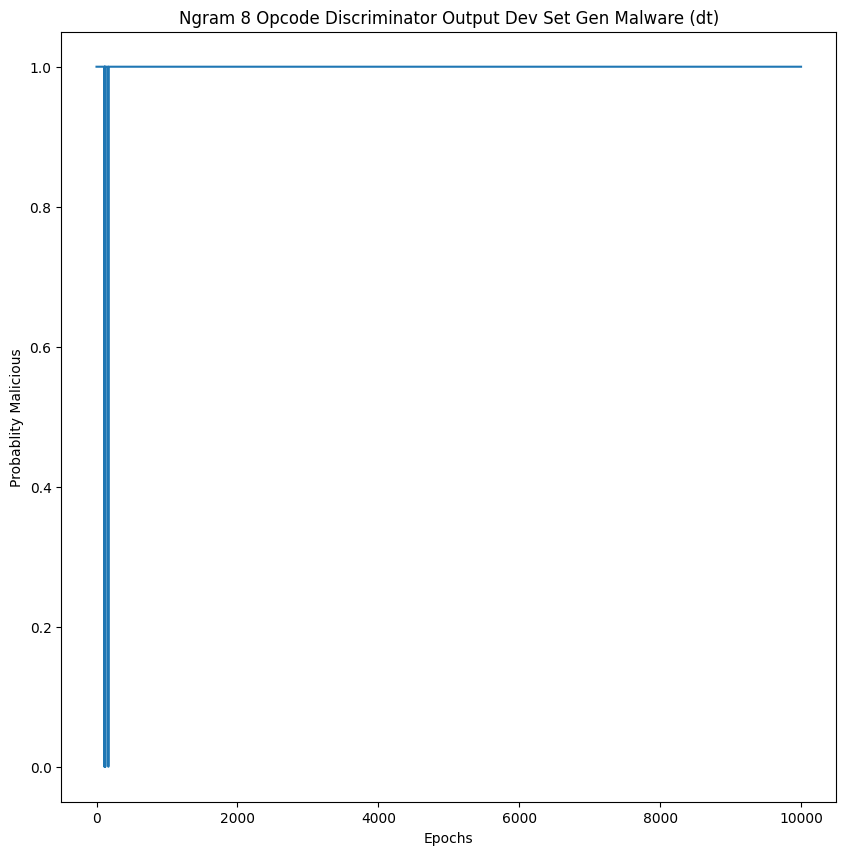 Ngram 8 Opcode Discriminator Output Dev Set Gen Malware (dt)
1.0
0.8
0.6
0.4
0.2
0.0
Probablity Malicious
0 2000 4000 6000 8000 10000
Epochs